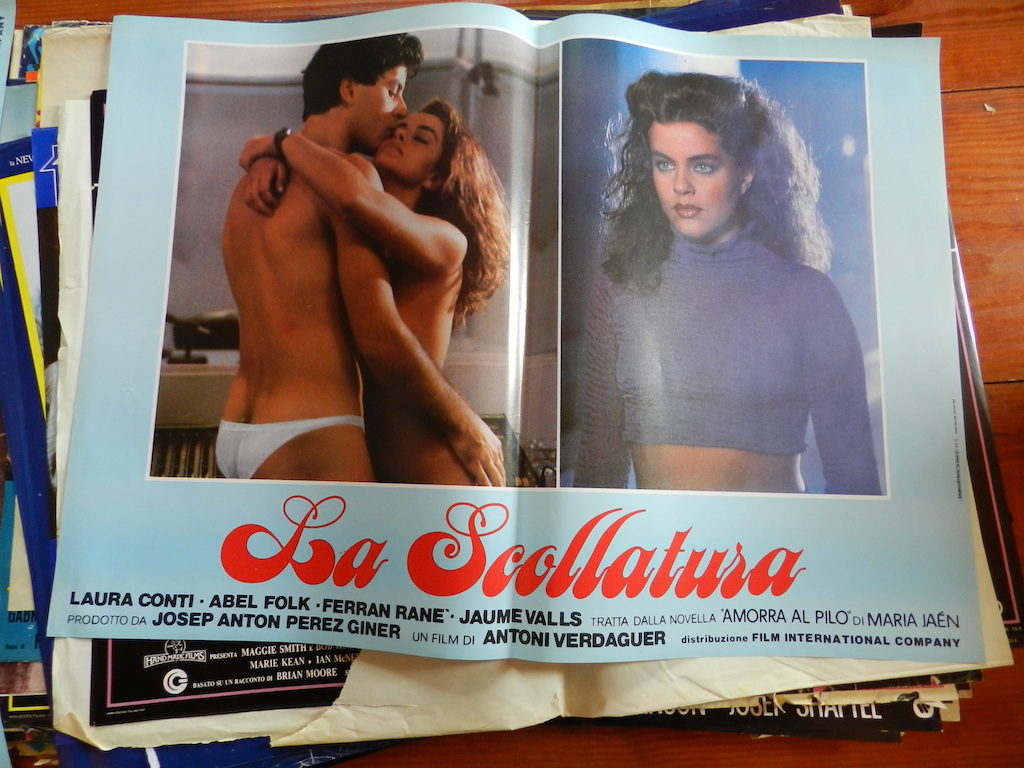 La Scollatura
LAURA CONTI · ABEL FOLK · FERRAN RANE` · JAUME VALLS TRATTA DALLA NOVELLA "AMORRA AL PILO" DI MARIA JAÉN
PRODOTTO DA JOSEP ANTON PEREZ GINER UN FILM DI ANTONI VERDAGUER distribuzione FILM INTERNATIONAL COMPANY
HANDMADE FILMS PRESENTA MAGGIE SMITH
MARIE KEAN · IAN
BASATO SU UN RACCONTO DI BRIAN MOORE